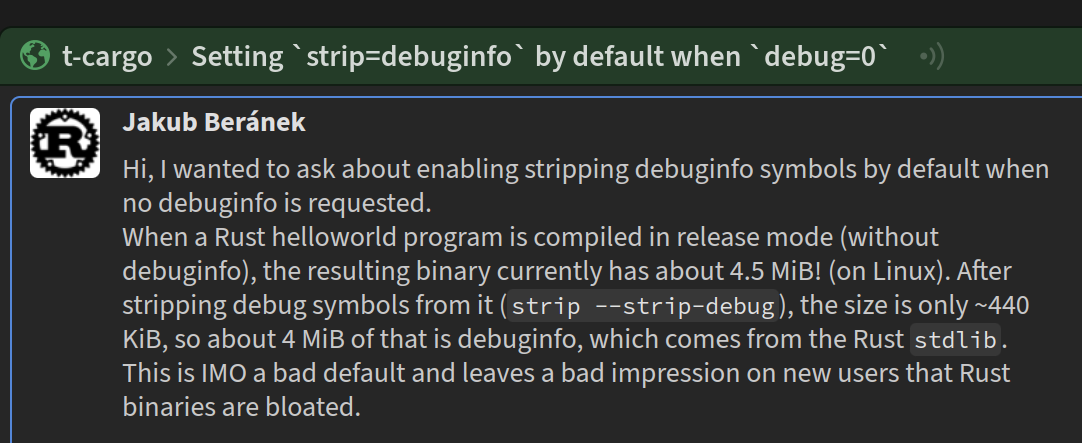 t-cargo > Setting `strip=debuginfo` by default when `debug=0`
Jakub Beránek
Hi, I wanted to ask about enabling stripping debuginfo symbols by default when
no debuginfo is requested.
When a Rust helloworld program is compiled in release mode (without
debuginfo), the resulting binary currently has about 4.5 MiB! (on Linux). After
stripping debug symbols from it (strip --strip-debug), the size is only ~440
KiB, so about 4 MiB of that is debuginfo, which comes from the Rust stdlib.
This is IMO a bad default and leaves a bad impression on new users that Rust
binaries are bloated.